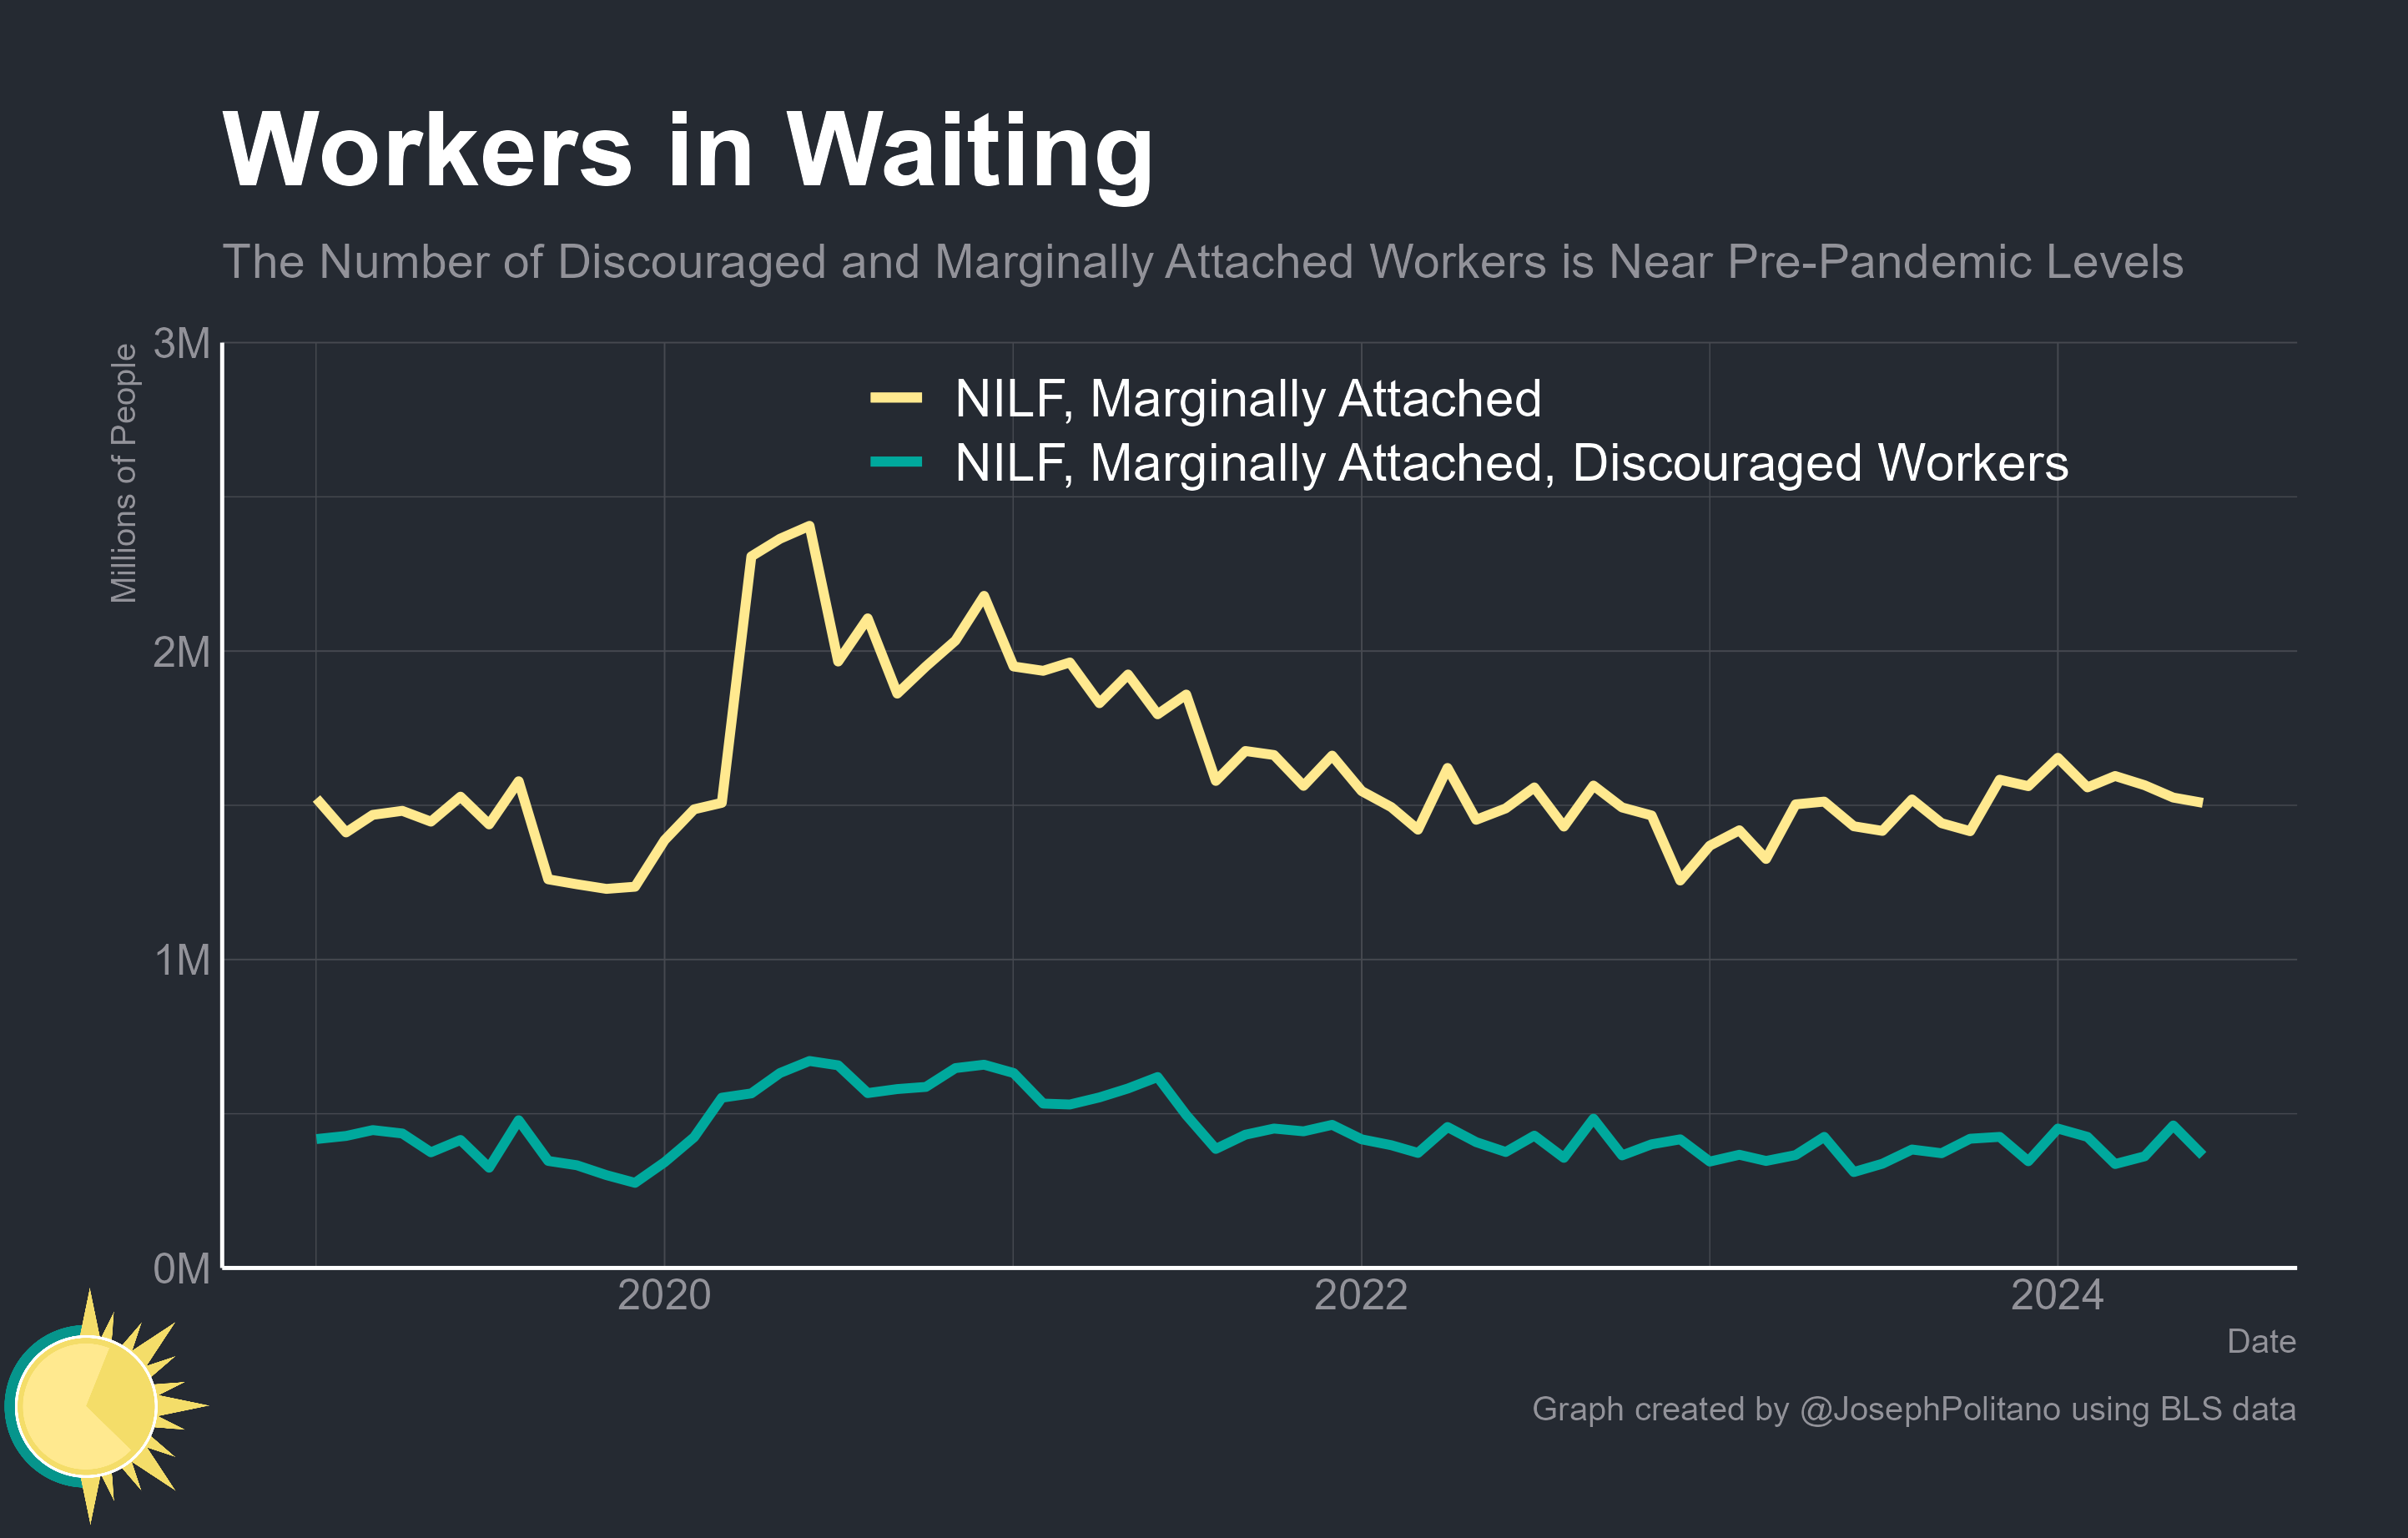 Workers in Waiting
The Number of Discouraged and Marginally Attached Workers is Near Pre-Pandemic Levels
Millions of People
3M
2M
1M
0M
NILF, Marginally Attached
NILF, Marginally Attached, Discouraged Workers
2020
2022
2024
Date
Graph created by @JosephPolitano using BLS data